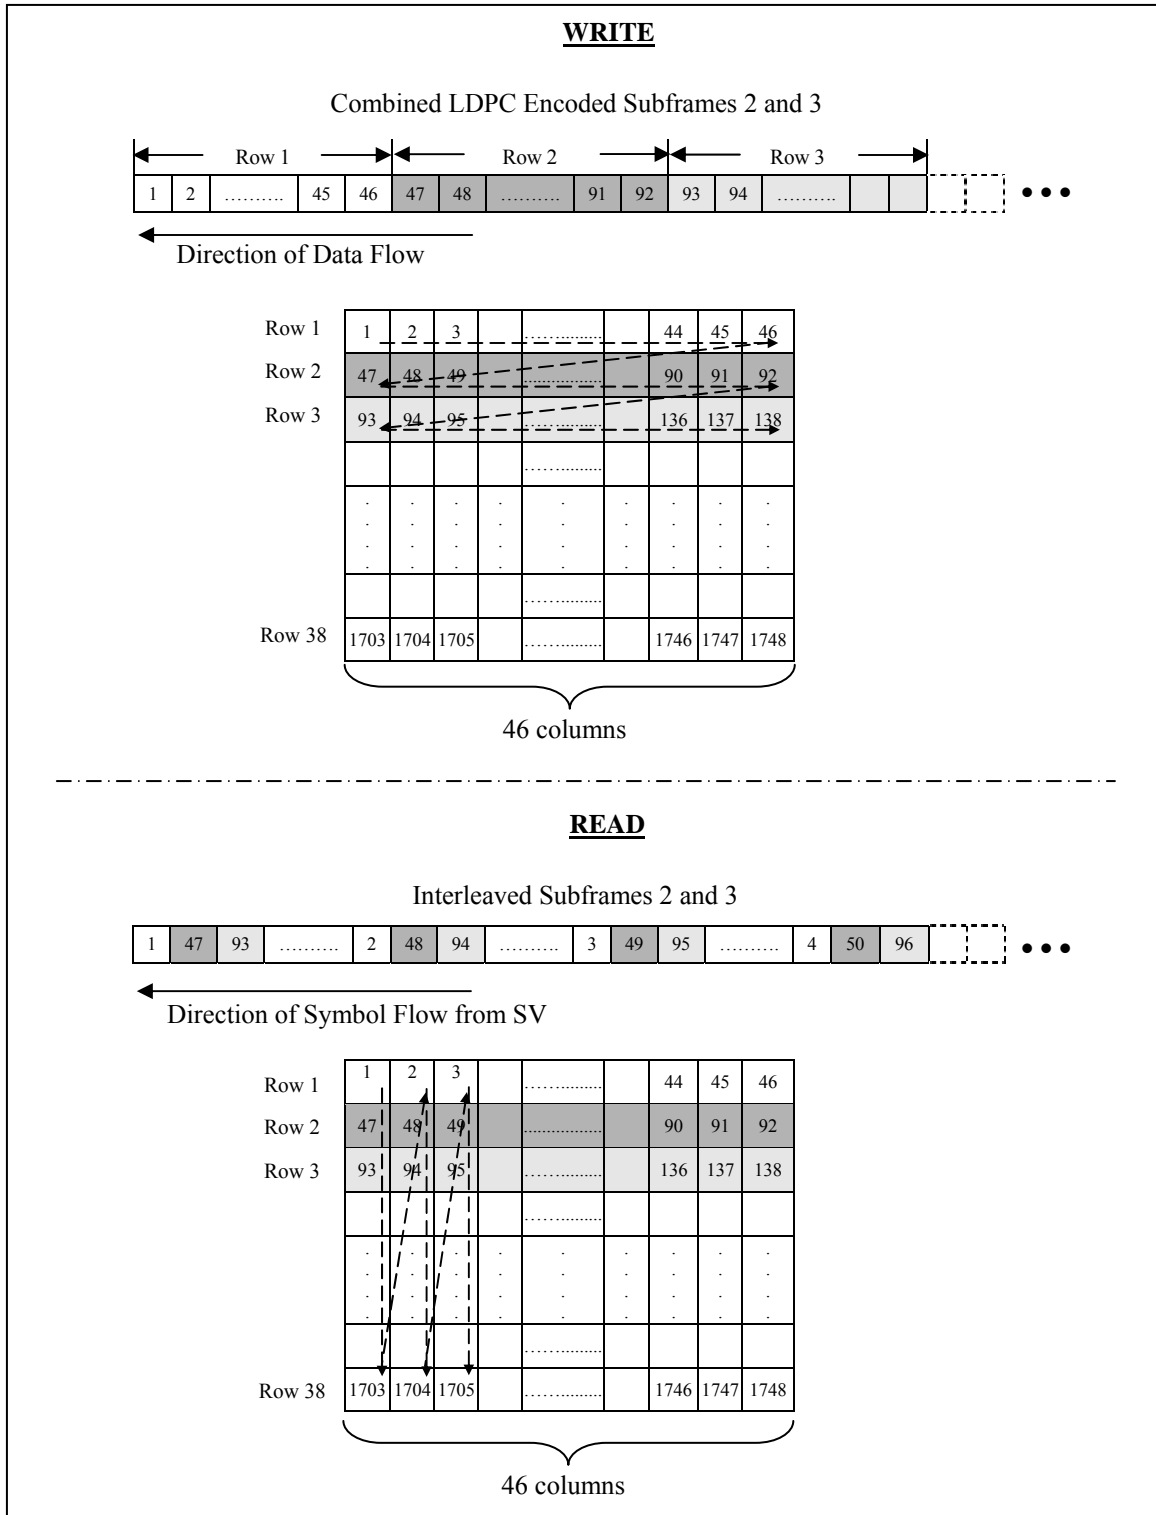 WRITE
Combined LDPC Encoded Subframes 2 and 3
Row 1 Row 2 Row 3
1 2 .......... 45 46 47 48 .......... 91 92 93 94 ..........
Direction of Data Flow
Row 1 1 2 3 ............... 44 45 46
Row 2 47 48 49 .................. 90 91 92
Row 3 93 94 95 ............... 136 137 138
...............
. . . . . . . .
. . . . . . . .
. . . . . . . .
. . . . . . . .
...............
Row 38 1703 1704 1705 ............... 1746 1747 1748
46 columns
READ
Interleaved Subframes 2 and 3
1 47 93 .......... 2 48 94 .......... 3 49 95 .......... 4 50 96
Direction of Symbol Flow from SV
Row 1 1 2 3 ............... 44 45 46
Row 2 47 48 49 .................. 90 91 92
Row 3 93 94 95 ............... 136 137 138
...............
. . . . . . . .
. . . . . . . .
. . . . . . . .
. . . . . . . .
...............
Row 38 1703 1704 1705 ............... 1746 1747 1748
46 columns